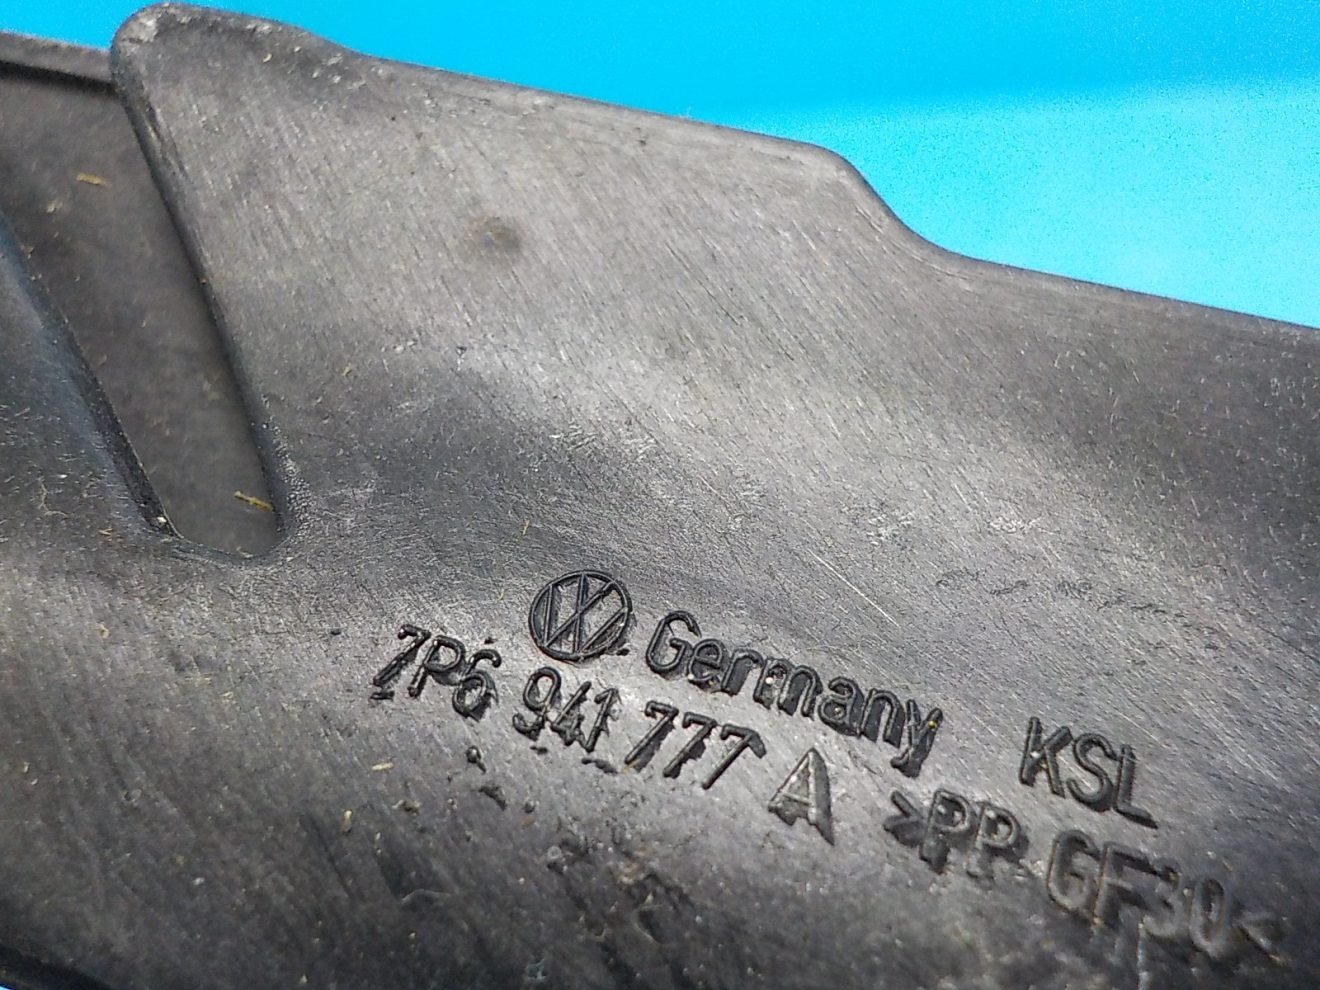 Germany KSL
7P6 941 777 A >PP GF30<